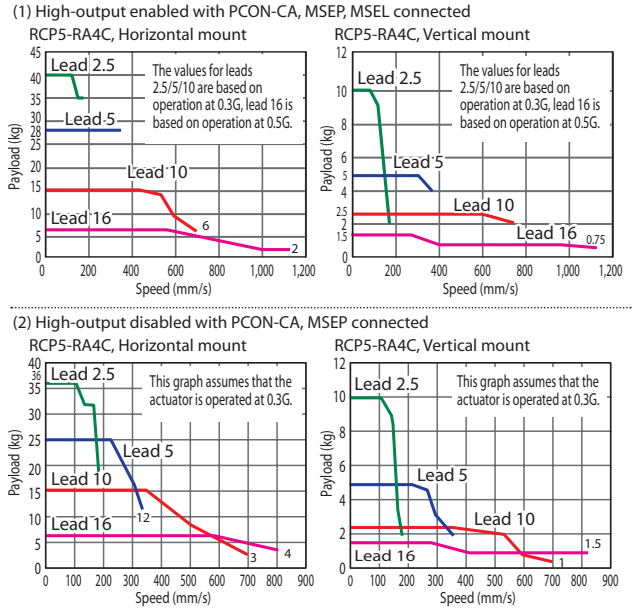 (1) High-output enabled with PCON-CA, MSEP, MSEL connected
RCP5-RA4C, Horizontal mount
45
40
35
30
28
25
20
15
10
5
0
Payload (kg)
Lead 2.5
Lead 5
Lead 10
Lead 16
The values for leads
2.5/5/10 are based on
operation at 0.3G, lead 16 is
based on operation at 0.5G.
6
2
0 200 400 600 800 1,000 1,200
Speed (mm/s)
RCP5-RA4C, Vertical mount
12
10
8
6
5
4
2.5
2
1.5
0
Payload (kg)
Lead 2.5
Lead 5
Lead 10
Lead 16
The values for leads
2.5/5/10 are based on
operation at 0.3G, lead 16 is
based on operation at 0.5G.
0.75
0 200 400 600 800 1,000 1,200
Speed (mm/s)
(2) High-output disabled with PCON-CA, MSEP connected
RCP5-RA4C, Horizontal mount
40
36
35
30
25
20
15
10
5
0
Payload (kg)
Lead 2.5
Lead 5
Lead 10
Lead 16
This graph assumes that the
actuator is operated at 0.3G.
12
3
4
0 100 200 300 400 500 600 700 800 900
Speed (mm/s)
RCP5-RA4C, Vertical mount
12
10
8
6
4
2
0
Payload (kg)
Lead 2.5
Lead 5
Lead 10
Lead 16
This graph assumes that the
actuator is operated at 0.3G.
1.5
1
0 100 200 300 400 500 600 700 800 900
Speed (mm/s)